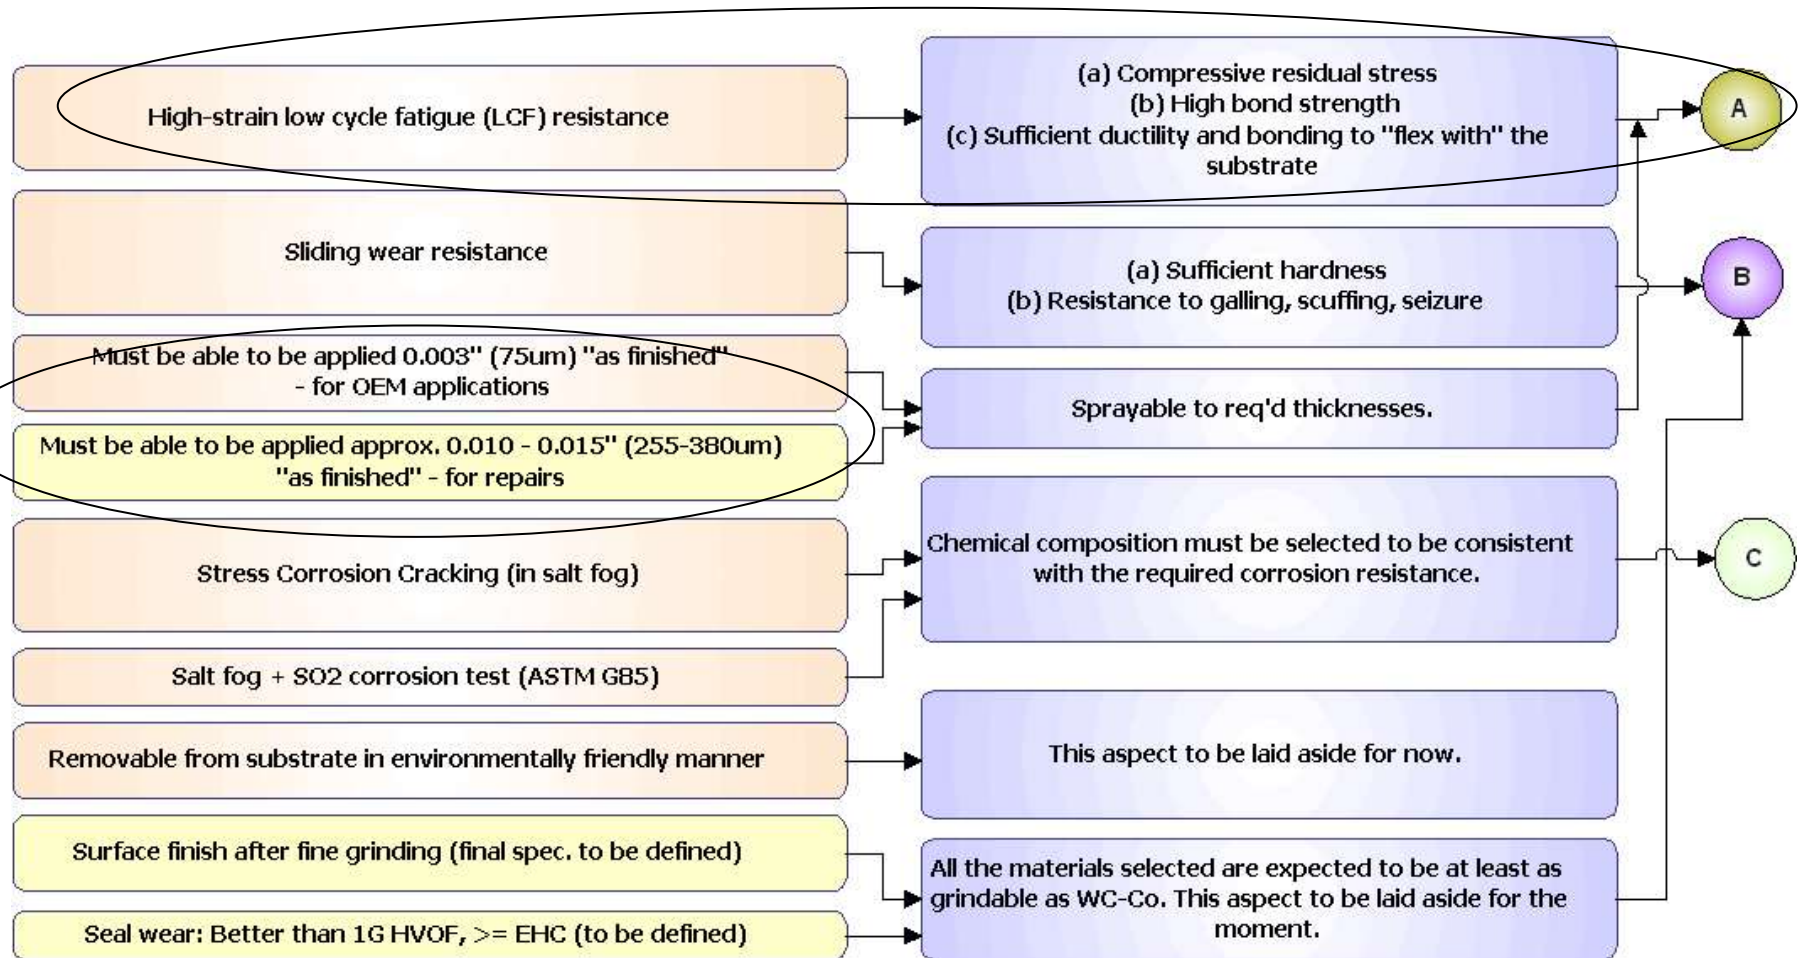 High-strain low cycle fatigue (LCF) resistance
(a) Compressive residual stress
(b) High bond strength
(c) Sufficient ductility and bonding to "flex with" the
substrate
A
Sliding wear resistance
(a) Sufficient hardness
(b) Resistance to galling, scuffing, seizure
B
Must be able to be applied 0.003" (75um) "as finished"
- for OEM applications
Must be able to be applied approx. 0.010 - 0.015" (255-380um)
"as finished" - for repairs
Sprayable to req'd thicknesses.
Stress Corrosion Cracking (in salt fog)
Salt fog + SO2 corrosion test (ASTM G85)
Chemical composition must be selected to be consistent
with the required corrosion resistance.
C
Removable from substrate in environmentally friendly manner
This aspect to be laid aside for now.
Surface finish after fine grinding (final spec. to be defined)
Seal wear: Better than 1G HVOF, >= EHC (to be defined)
All the materials selected are expected to be at least as
grindable as WC-Co. This aspect to be laid aside for the
moment.